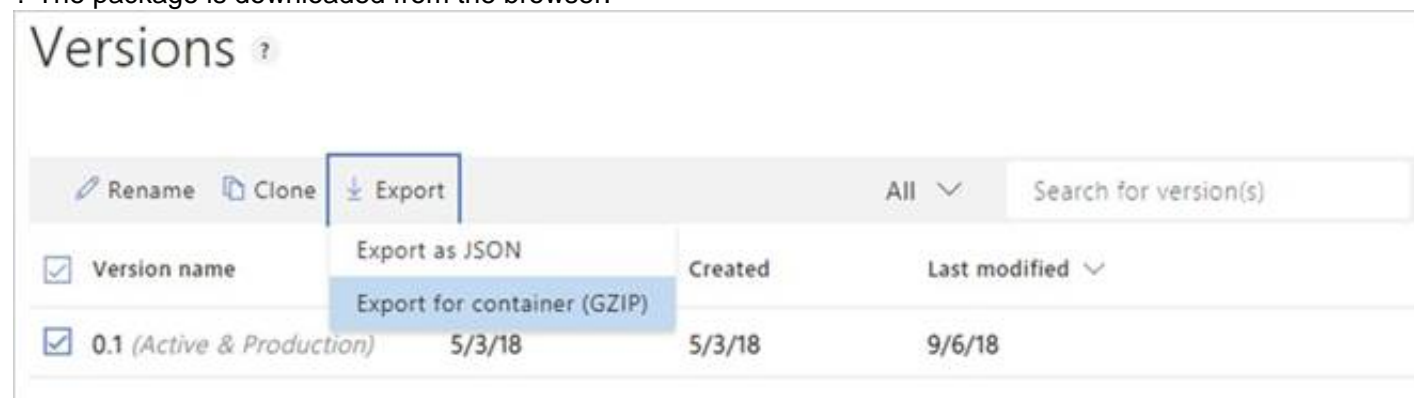 The package is downloaded from the browser.
Versions ?
Rename Clone Export All Search for version(s)
Export as JSON
Version name Created Last modified
Export for container (GZIP)
0.1 (Active & Production) 5/3/18 5/3/18 9/6/18